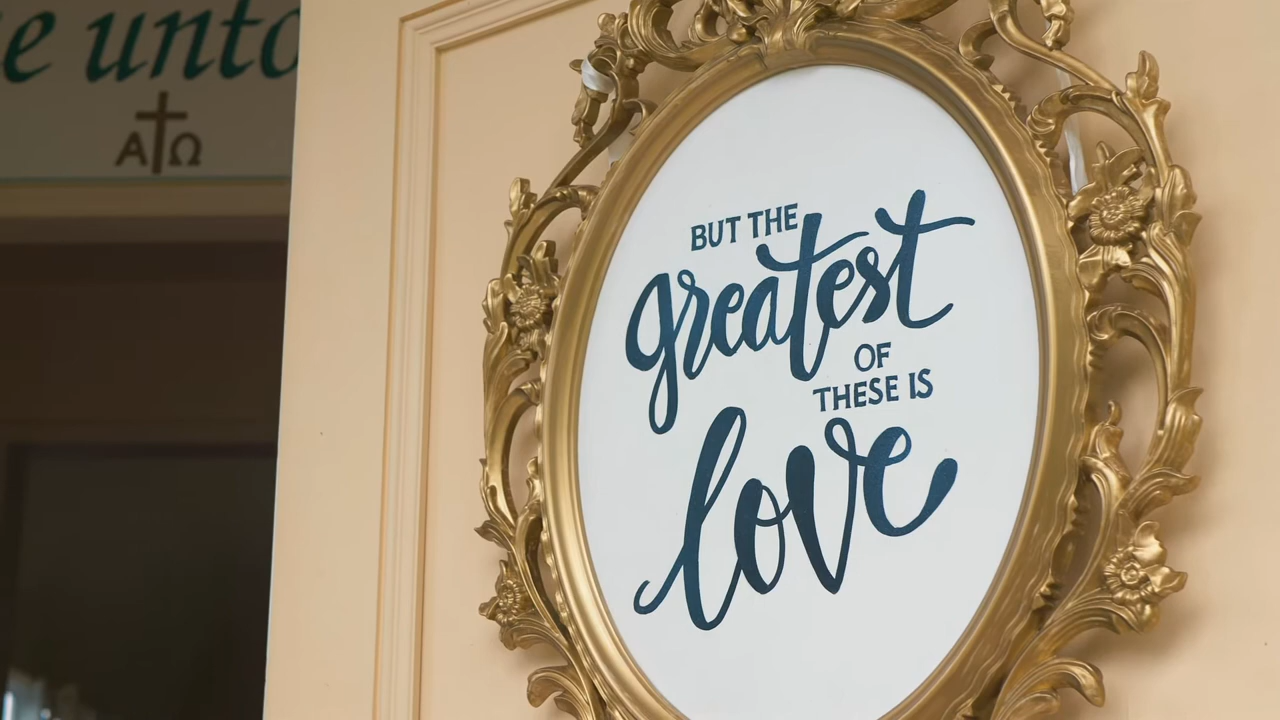 e unto
A Ω
BUT THE
greatest
OF
THESE IS
love